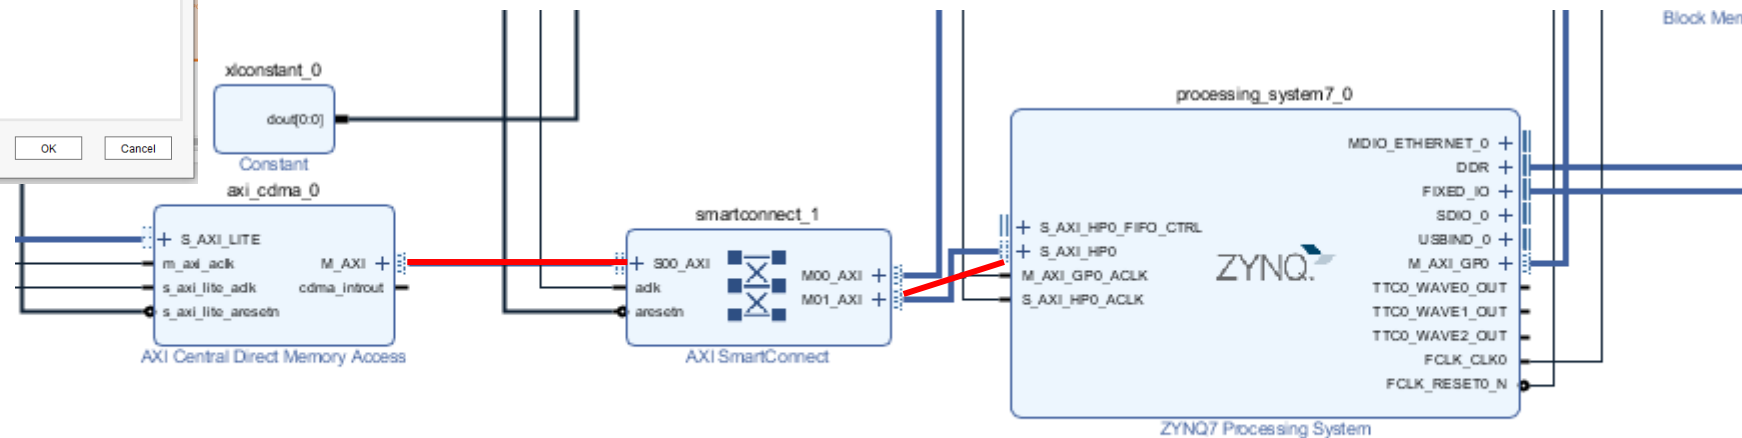 Block Mem
xlconstant_0
dout[0:0]
Constant
OK
Cancel
axi_cdma_0
S_AXI_LITE
m_axi_aclk
s_axi_lite_aclk
s_axi_lite_aresetn
M_AXI
cdma_introut
AXI Central Direct Memory Access
smartconnect_1
S00_AXI
aclk
aresetn
M00_AXI
M01_AXI
AXI SmartConnect
processing_system7_0
S_AXI_HP0_FIFO_CTRL
S_AXI_HP0
M_AXI_GP0_ACLK
S_AXI_HP0_ACLK
ZYNQ
MDIO_ETHERNET_0
DDR
FIXED_IO
SDIO_0
USBIND_0
M_AXI_GP0
TTC0_WAVE0_OUT
TTC0_WAVE1_OUT
TTC0_WAVE2_OUT
FCLK_CLK0
FCLK_RESET0_N
ZYNQ7 Processing System